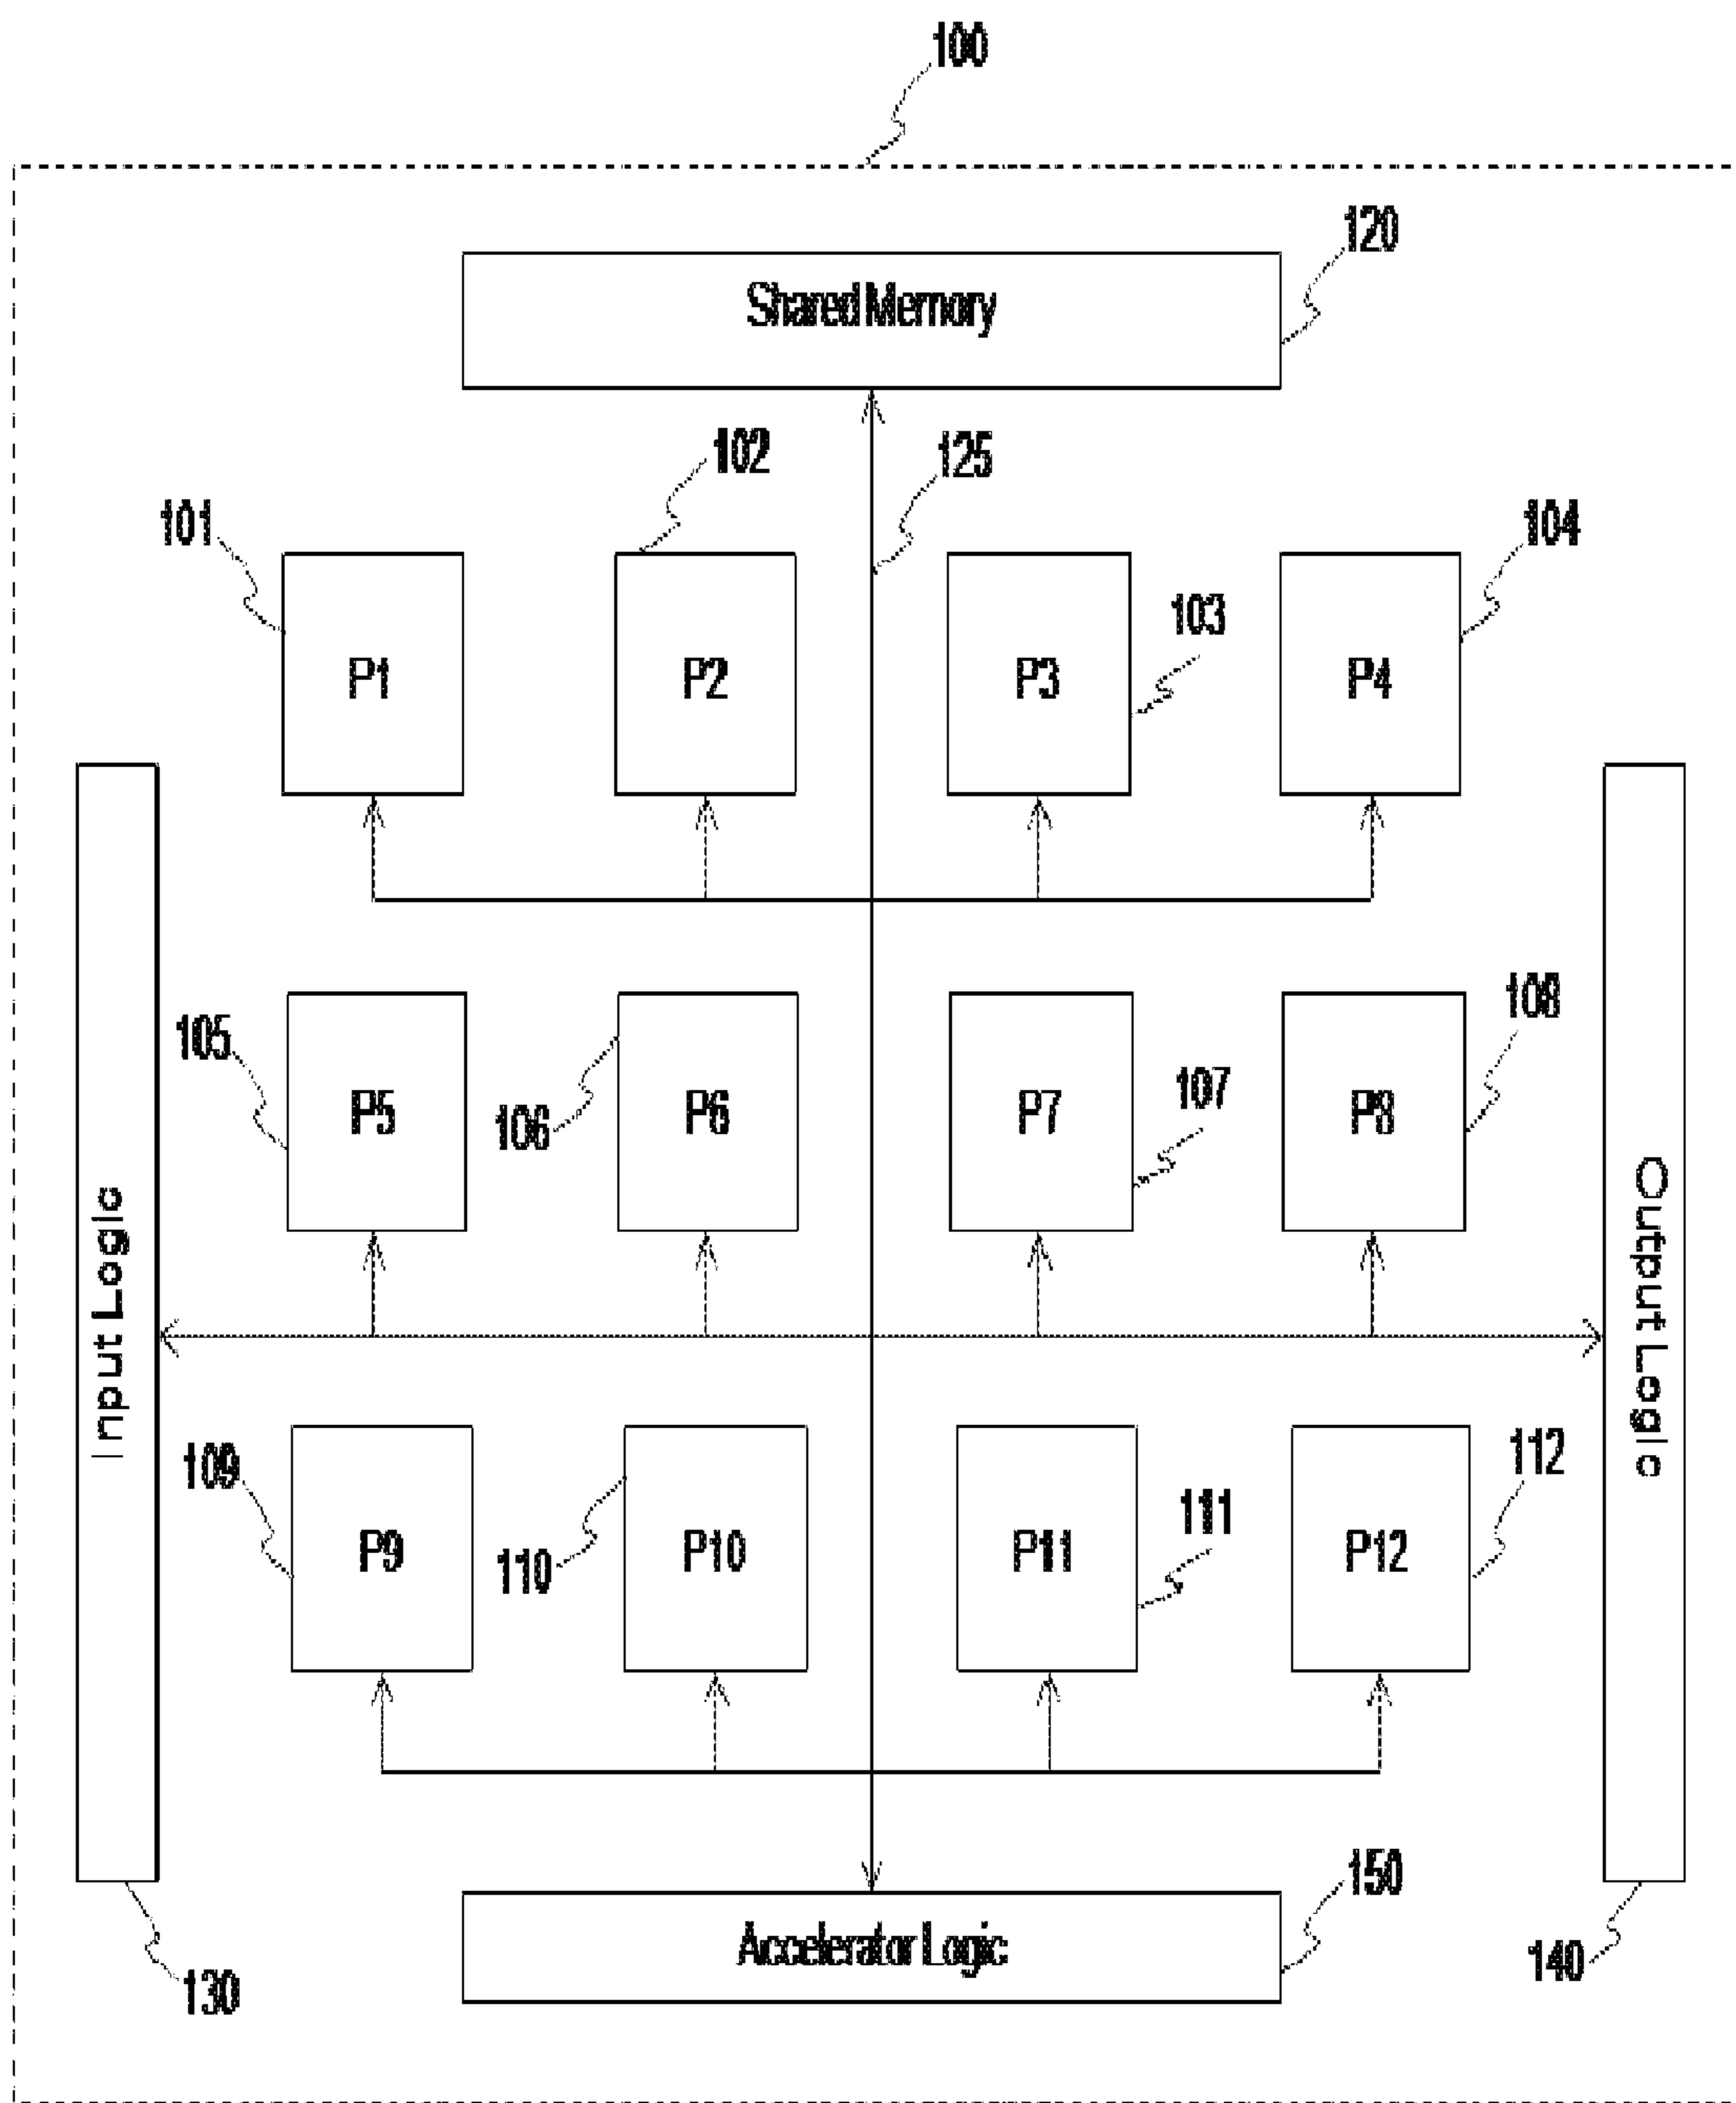 100
120
Shared Memory
102
125
101
104
103
P1
P2
P3
P4
108
105
107
106
P5
P6
P7
P8
Input Logic
Output Logic
109
112
111
110
P9
P10
P11
P12
150
Accelerator Logic
130
140